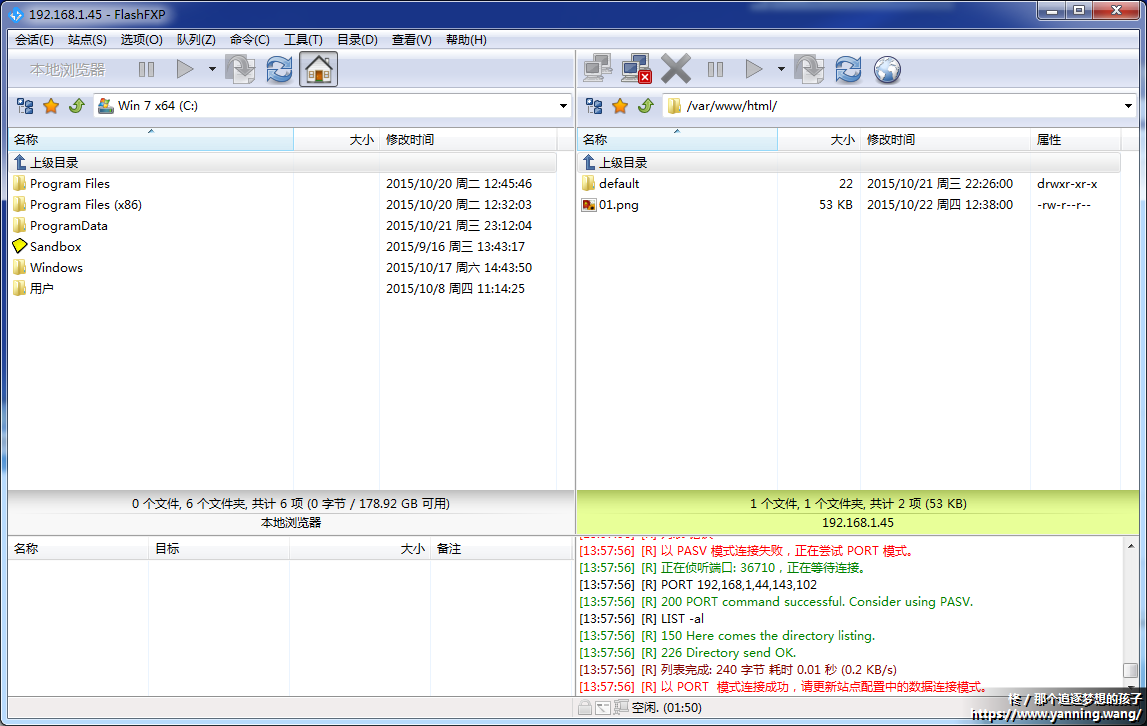 192.168.1.45 - FlashFXP
会话(E) 站点(S) 选项(O) 队列(Z) 命令(C) 工具(T) 目录(D) 查看(V) 帮助(H)
本地浏览器
Win 7 x64 (C:)
/var/www/html/
名称 大小 修改时间
上级目录
Program Files 2015/10/20 周二 12:45:46
Program Files (x86) 2015/10/20 周二 12:32:03
ProgramData 2015/10/21 周三 23:12:04
Sandbox 2015/9/16 周三 13:43:17
Windows 2015/10/17 周六 14:43:50
用户 2015/10/8 周四 11:14:25
名称 大小 修改时间 属性
上级目录
default 22 2015/10/21 周三 22:26:00 drwxr-xr-x
01.png 53 KB 2015/10/22 周四 12:38:00 -rw-r--r--
0 个文件, 6 个文件夹, 共计 6 项 (0 字节 / 178.92 GB 可用)
本地浏览器
1 个文件, 1 个文件夹, 共计 2 项 (53 KB)
192.168.1.45
名称 目标 大小 备注
[13:57:56] [R] 以 PASV 模式连接失败，正在尝试 PORT 模式。
[13:57:56] [R] 正在侦听端口: 36710，正在等待连接。
[13:57:56] [R] PORT 192,168,1,44,143,102
[13:57:56] [R] 200 PORT command successful. Consider using PASV.
[13:57:56] [R] LIST -al
[13:57:56] [R] 150 Here comes the directory listing.
[13:57:56] [R] 226 Directory send OK.
[13:57:56] [R] 列表完成: 240 字节 耗时 0.01 秒 (0.2 KB/s)
[13:57:56] [R] 以 PORT 模式连接成功，请更新站点配置中的数据连接模式。
空闲. (01:50)
/ 那个追逐梦想的孩子
https://www.yanning.wang/